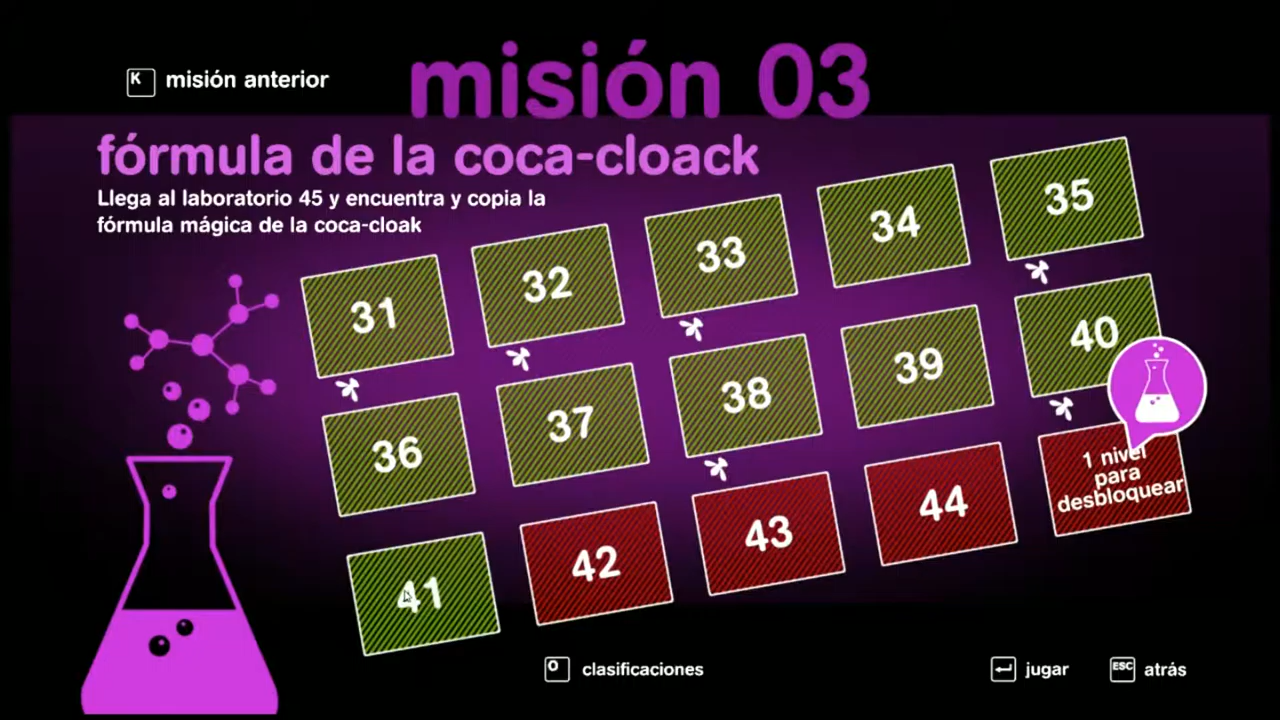 misión 03
K misión anterior
fórmula de la coca-cloack
Llega al laboratorio 45 y encuentra y copia la
fórmula mágica de la coca-cloak
31 32 33 34 35
36 37 38 39 40
41 42 43 44
1 nivel
para
desbloquear
O clasificaciones
jugar
ESC atrás